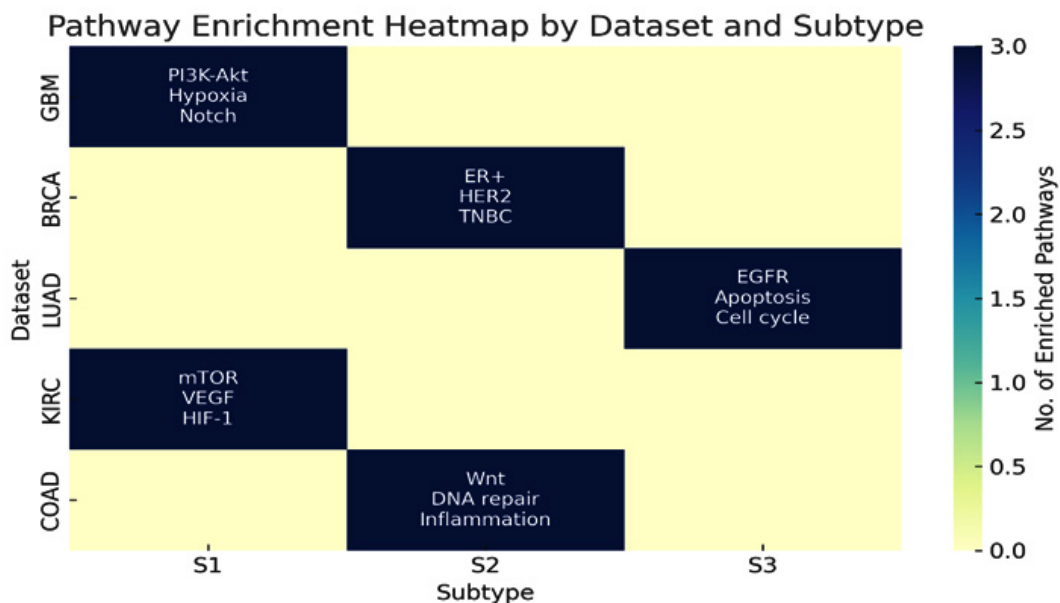 Pathway Enrichment Heatmap by Dataset and Subtype
GBM
PI3K-Akt
Hypoxia
Notch
BRCA
ER+
HER2
TNBC
Dataset
LUAD
EGFR
Apoptosis
Cell cycle
KIRC
mTOR
VEGF
HIF-1
COAD
Wnt
DNA repair
Inflammation
S1
S2
S3
Subtype
3.0
2.5
2.0
1.5
1.0
0.5
0.0
No. of Enriched Pathways